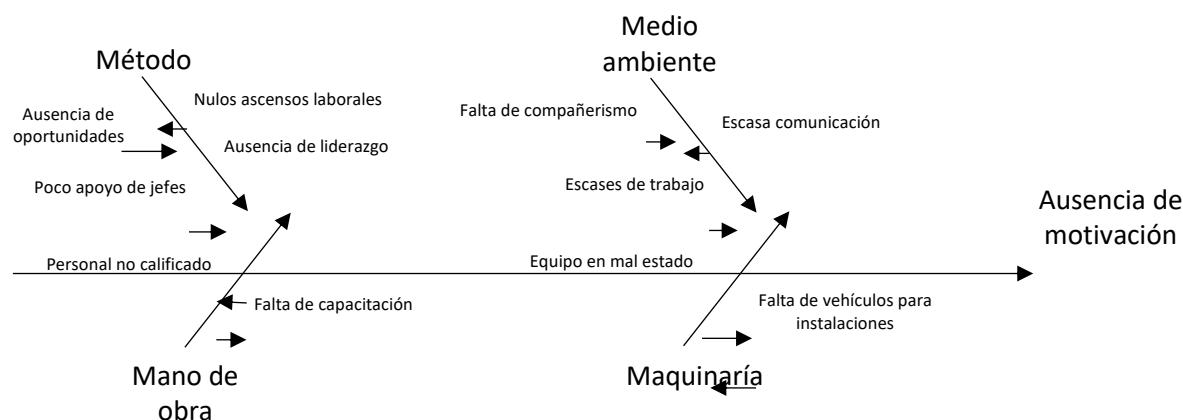 Método
Nulos ascensos laborales
Ausencia de
oportunidades
Ausencia de liderazgo
Poco apoyo de jefes
Medio
ambiente
Falta de compañerismo
Escasa comunicación
Escases de trabajo
Ausencia de
motivación
Personal no calificado
Equipo en mal estado
Falta de capacitación
Falta de vehículos para
instalaciones
Mano de
obra
Maquinaría